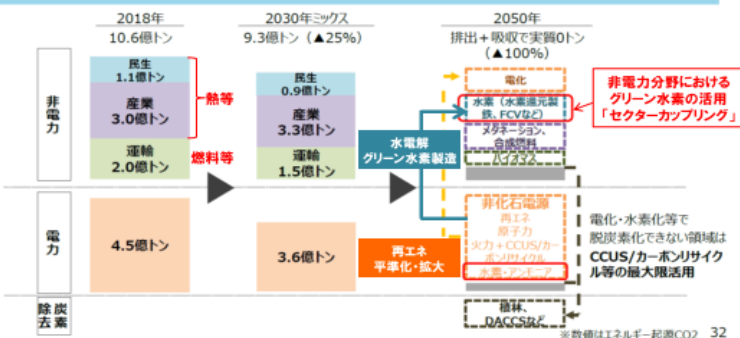 2018年
10.6億トン
2030年ミックス
9.3億トン（▲25%）
2050年
排出＋吸収で実質0トン
（▲100%）
非電力
民生
1.1億トン
産業
3.0億トン
運輸
2.0億トン
熱等
燃料等
民生
0.9億トン
産業
3.3億トン
運輸
1.5億トン
水電解
グリーン水素製造
電化
水素（水素還元製
鉄、FCVなど）
メタネーション、
合成燃料
バイオマス
非電力分野における
グリーン水素の活用
「セクターカップリング」
電力
4.5億トン
3.6億トン
再エネ
平準化・拡大
非化石電源
再エネ
原子力
火力＋CCUS/カー
ボンリサイクル
水素・アンモニア
電化・水素化等で
脱炭素化できない領域は
CCUS/カーボンリサイク
ル等の最大限活用
炭素除去
植林、
DACCSなど
※数値はエネルギー起源CO2
32